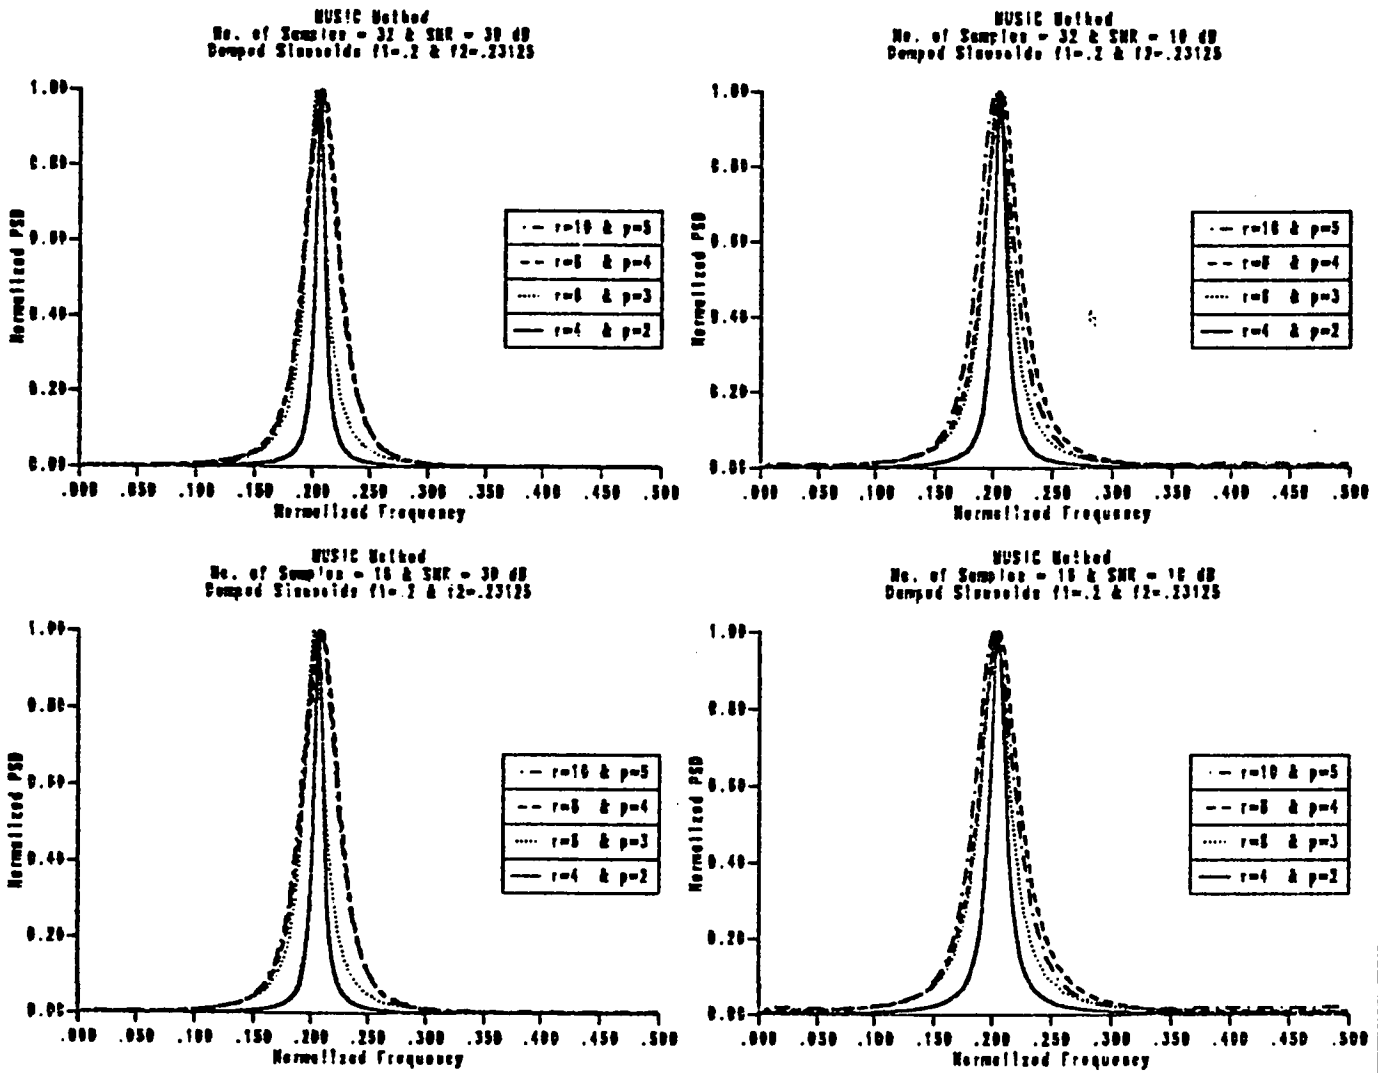 MUSIC Method
No. of Samples = 32 & SNR = 30 dB
Damped Sinusoids f1=.2 & f2=.23125
1.00
0.80
0.60
0.40
0.20
0.00
Normalized PSD
r=10 & p=5
r=8 & p=4
r=6 & p=3
r=4 & p=2
.000 .050 .100 .150 .200 .250 .300 .350 .400 .450 .500
Normalized Frequency
MUSIC Method
No. of Samples = 32 & SNR = 10 dB
Damped Sinusoids f1=.2 & f2=.23125
1.00
0.80
0.60
0.40
0.20
0.00
Normalized PSD
r=10 & p=5
r=8 & p=4
r=6 & p=3
r=4 & p=2
.000 .050 .100 .150 .200 .250 .300 .350 .400 .450 .500
Normalized Frequency
MUSIC Method
No. of Samples = 16 & SNR = 30 dB
Damped Sinusoids f1=.2 & f2=.23125
1.00
0.80
0.60
0.40
0.20
0.00
Normalized PSD
r=10 & p=5
r=8 & p=4
r=6 & p=3
r=4 & p=2
.000 .050 .100 .150 .200 .250 .300 .350 .400 .450 .500
Normalized Frequency
MUSIC Method
No. of Samples = 16 & SNR = 10 dB
Damped Sinusoids f1=.2 & f2=.23125
1.00
0.80
0.60
0.40
0.20
0.00
Normalized PSD
r=10 & p=5
r=8 & p=4
r=6 & p=3
r=4 & p=2
.000 .050 .100 .150 .200 .250 .300 .350 .400 .450 .500
Normalized Frequency